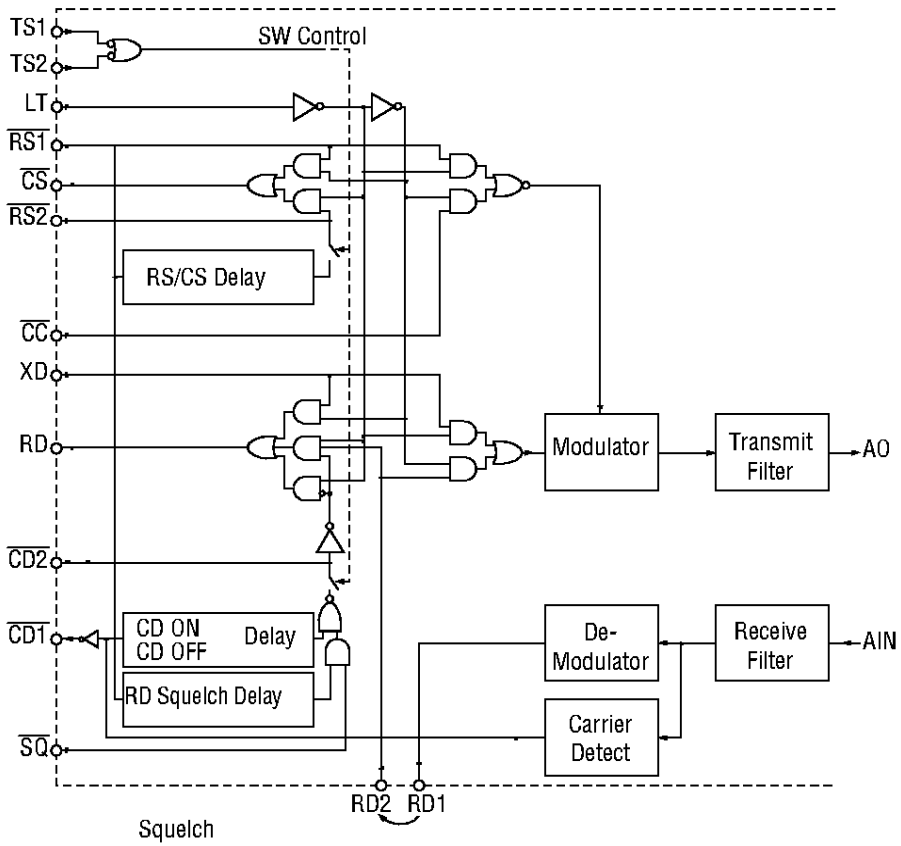 TS1
SW Control
TS2
LT
RS1
CS
RS2
RS/CS Delay
CC
XD
RD
Modulator
Transmit
Filter
AO
CD2
CD1
CD ON
CD OFF
Delay
De-
Modulator
Receive
Filter
AIN
RD Squelch Delay
Carrier
Detect
SQ
RD2
RD1
Squelch